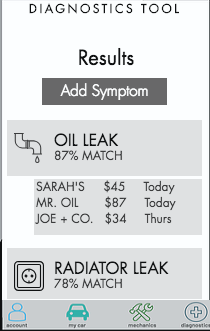 DIAGNOSTICS TOOL
Results
Add Symptom
OIL LEAK
87% MATCH
SARAH'S $45 Today
MR. OIL $87 Today
JOE + CO. $34 Thurs
RADIATOR LEAK
78% MATCH
account my car mechanics diagnostics